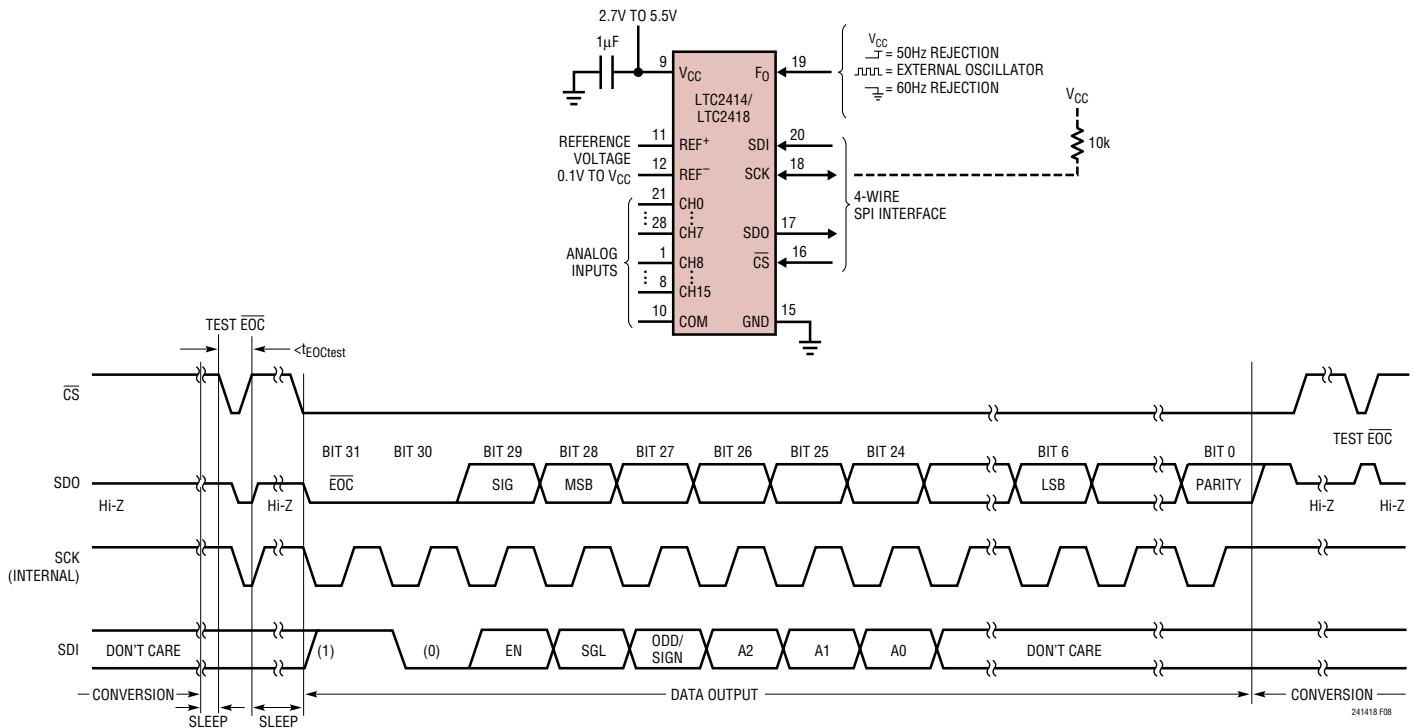 2.7V TO 5.5V
1µF
9
VCC
FO
19
VCC
= 50Hz REJECTION
= EXTERNAL OSCILLATOR
= 60Hz REJECTION
LTC2414/
LTC2418
VCC
10k
REFERENCE
VOLTAGE
0.1V TO VCC
11
REF+
12
REF–
SDI
20
SCK
18
4-WIRE
SPI INTERFACE
ANALOG
INPUTS
21
CH0
28
CH7
1
CH8
8
CH15
10
COM
SDO
17
CS
16
GND
15
TEST EOC
<tEOCtest
CS
BIT 31 BIT 30 BIT 29 BIT 28 BIT 27 BIT 26 BIT 25 BIT 24 BIT 6 BIT 0 TEST EOC
SDO
EOC SIG MSB LSB PARITY
Hi-Z Hi-Z Hi-Z Hi-Z
SCK
(INTERNAL)
SDI DON'T CARE (1) (0) EN SGL ODD/
SIGN A2 A1 A0 DON'T CARE
CONVERSION DATA OUTPUT CONVERSION
SLEEP SLEEP
241418 F08